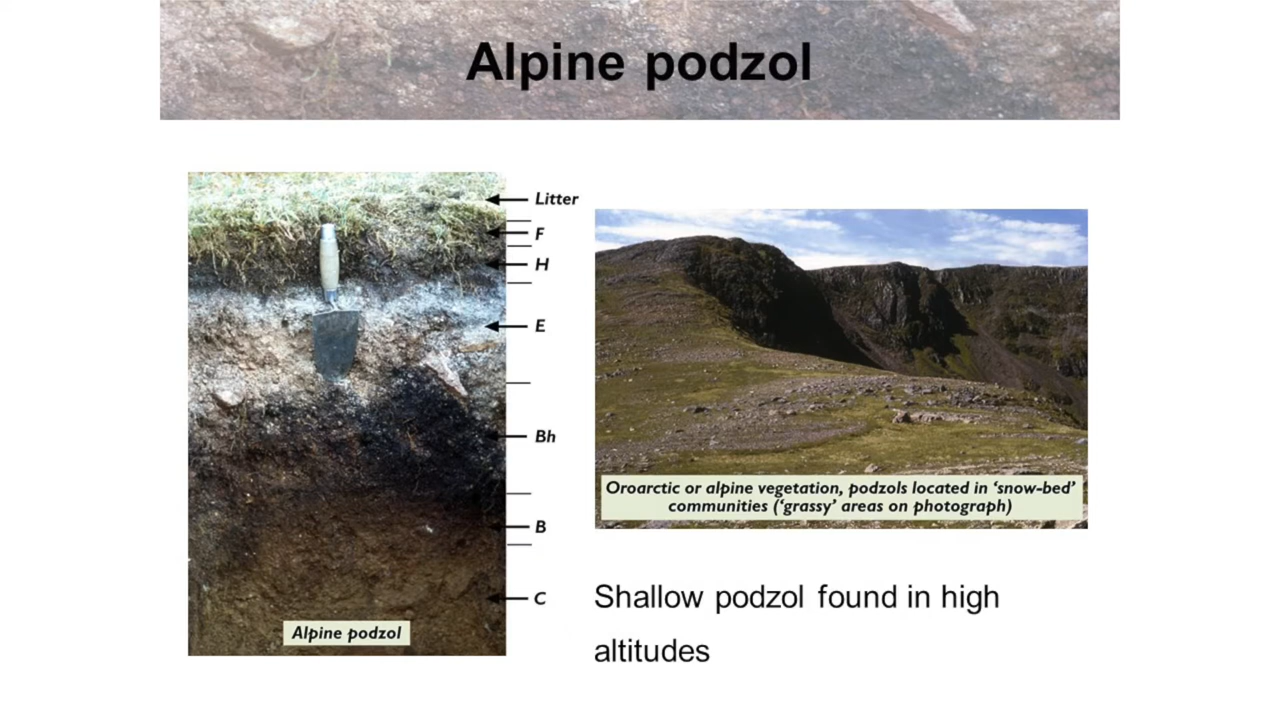 Alpine podzol
Litter
F
H
E
Bh
B
C
Alpine podzol
Oroarctic or alpine vegetation, podzols located in ‘snow-bed’
communities (‘grassy’ areas on photograph)
Shallow podzol found in high
altitudes